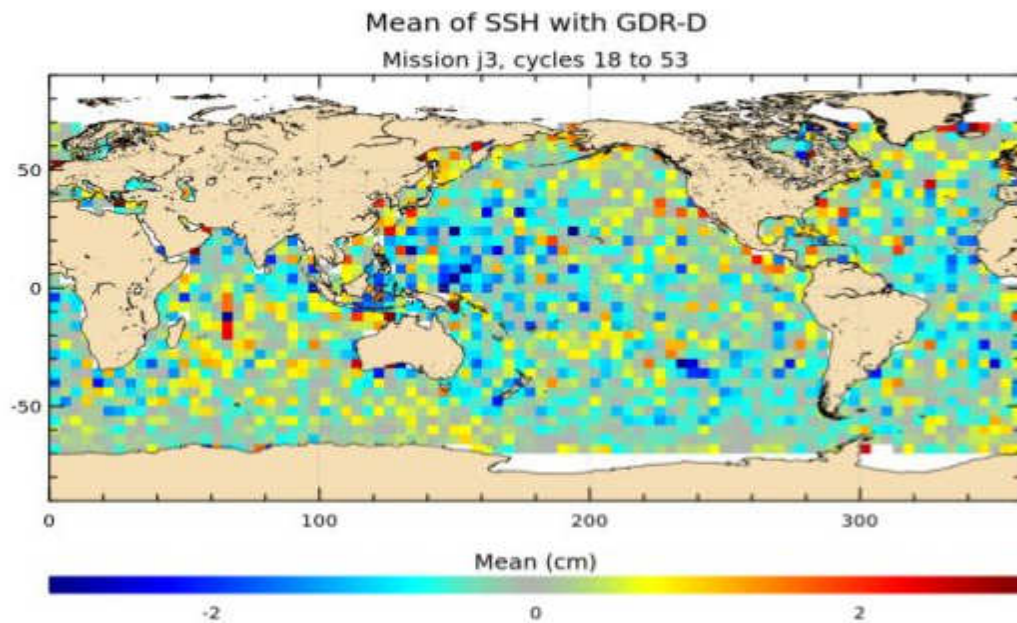 Mean of SSH with GDR-D
Mission j3, cycles 18 to 53
50
0
-50
0 100 200 300
Mean (cm)
-2 0 2